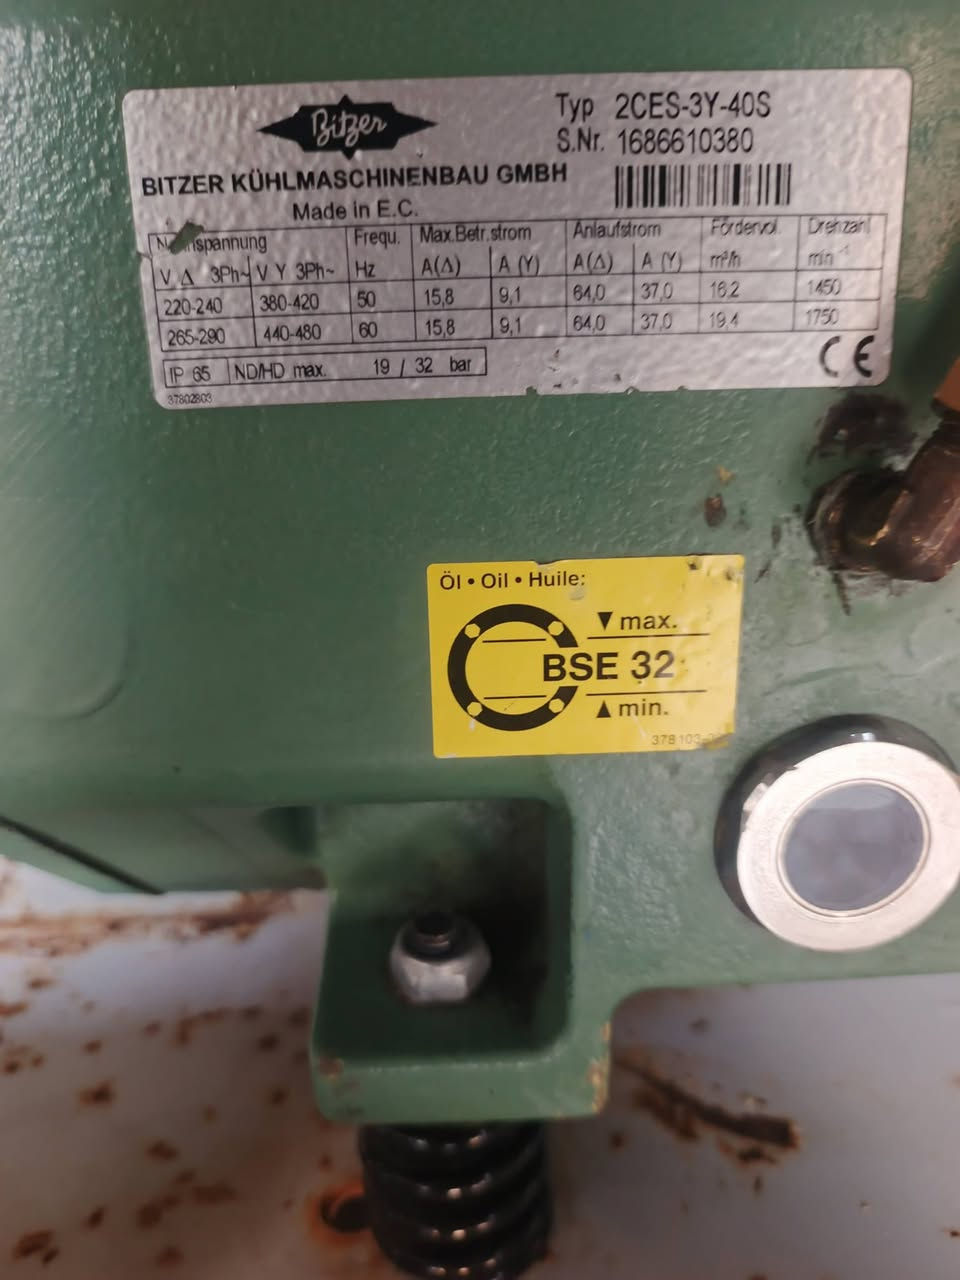 Bitzer
Typ 2CES-3Y-40S
S.Nr. 1686610380
BITZER KÜHLMASCHINENBAU GMBH
Made in E.C.
spannung Frequ. Max.Betr.strom Anlaufstrom Fördervol. Drehzahl
V Δ 3Ph~ V Y 3Ph~ Hz A(Δ) A (Y) A(Δ) A (Y) m³/h min⁻¹
220-240 380-420 50 15,8 9,1 64,0 37,0 16,2 1450
265-290 440-480 60 15,8 9,1 64,0 37,0 19,4 1750
IP 65 ND/HD max. 19 / 32 bar
CE
37802803
Öl • Oil • Huile:
▼ max.
BSE 32
▲ min.